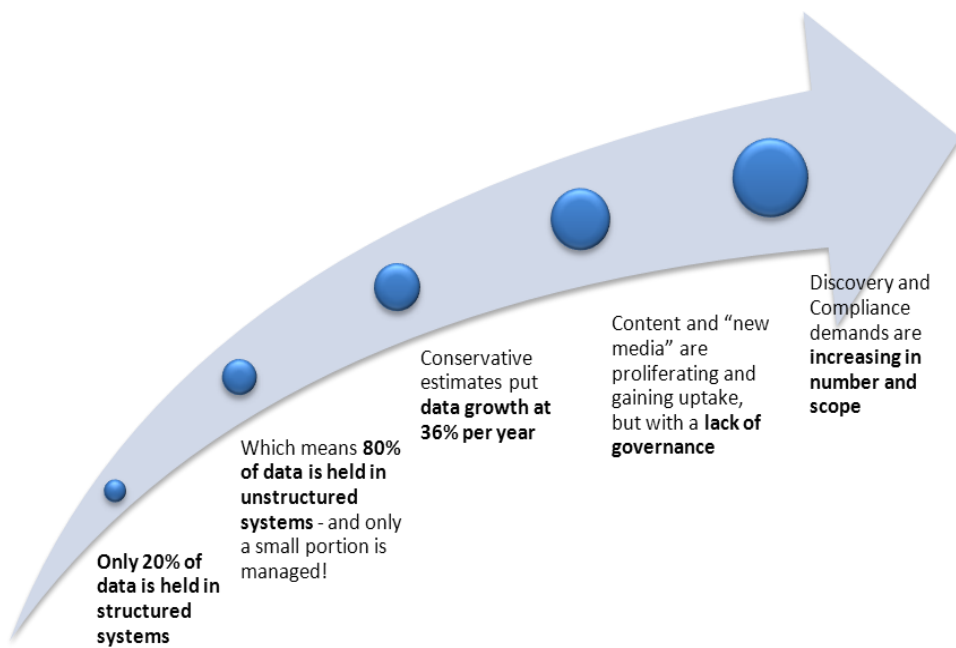 Only 20% of
data is held in
structured
systems
Which means 80%
of data is held in
unstructured
systems - and only
a small portion is
managed!
Conservative
estimates put
data growth at
36% per year
Content and “new
media” are
proliferating and
gaining uptake,
but with a lack of
governance
Discovery and
Compliance
demands are
increasing in
number and
scope